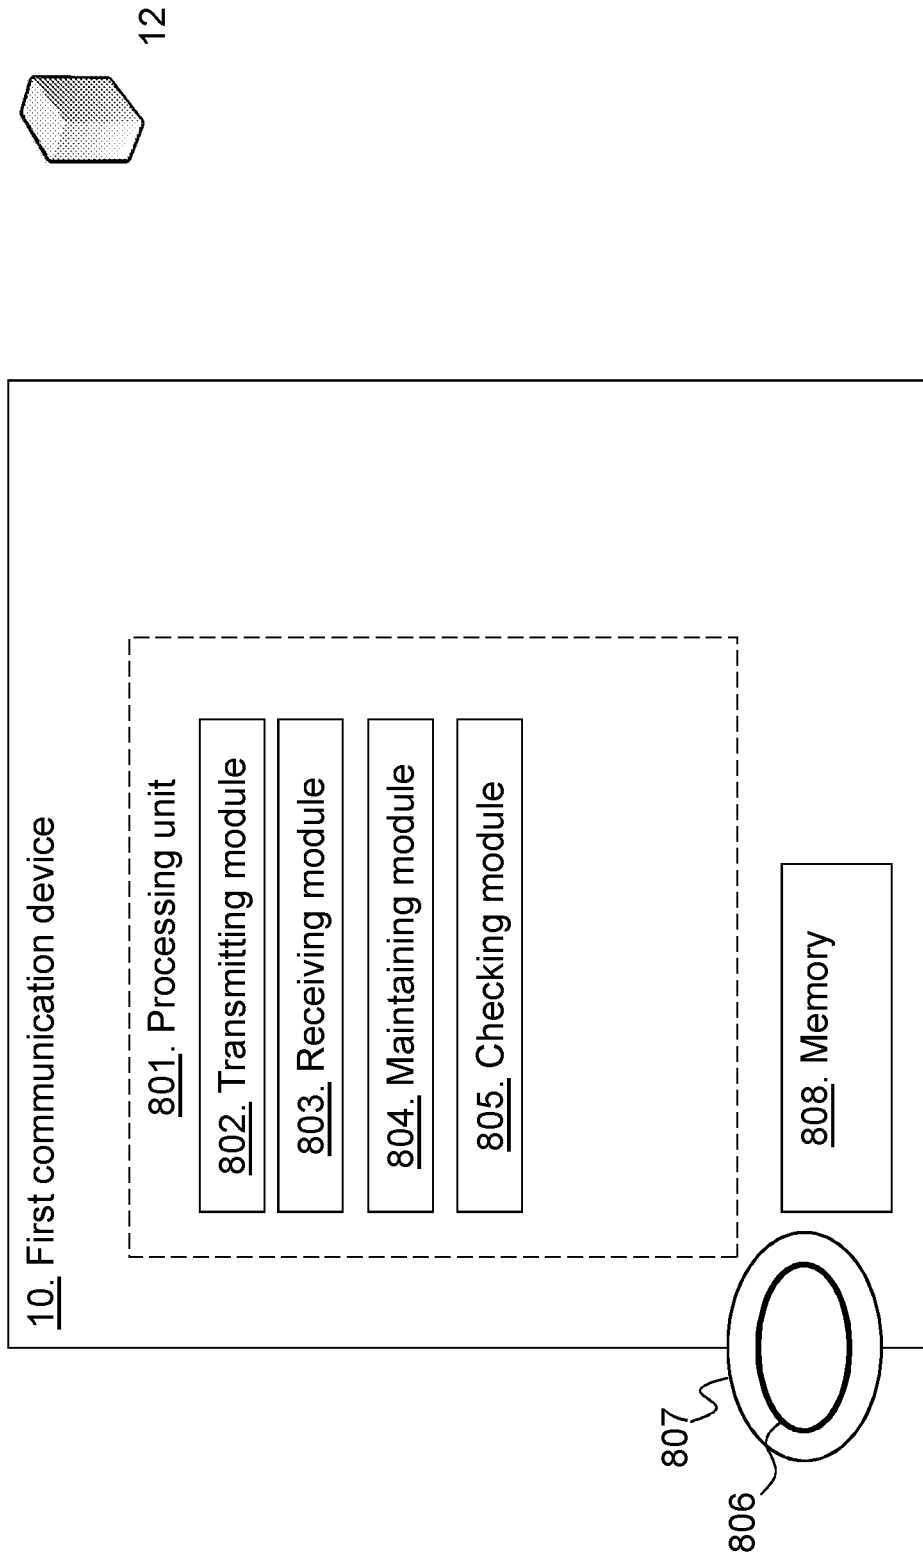 10. First communication device
801. Processing unit
802. Transmitting module
803. Receiving module
804. Maintaining module
805. Checking module
808. Memory
807
806
12